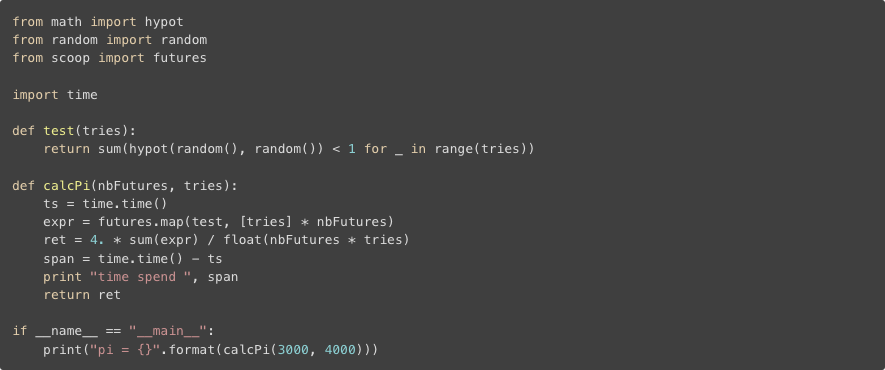 from math import hypot
from random import random
from scoop import futures

import time

def test(tries):
    return sum(hypot(random(), random()) < 1 for _ in range(tries))

def calcPi(nbFutures, tries):
    ts = time.time()
    expr = futures.map(test, [tries] * nbFutures)
    ret = 4. * sum(expr) / float(nbFutures * tries)
    span = time.time() - ts
    print "time spend ", span
    return ret

if __name__ == "__main__":
    print("pi = {}".format(calcPi(3000, 4000)))